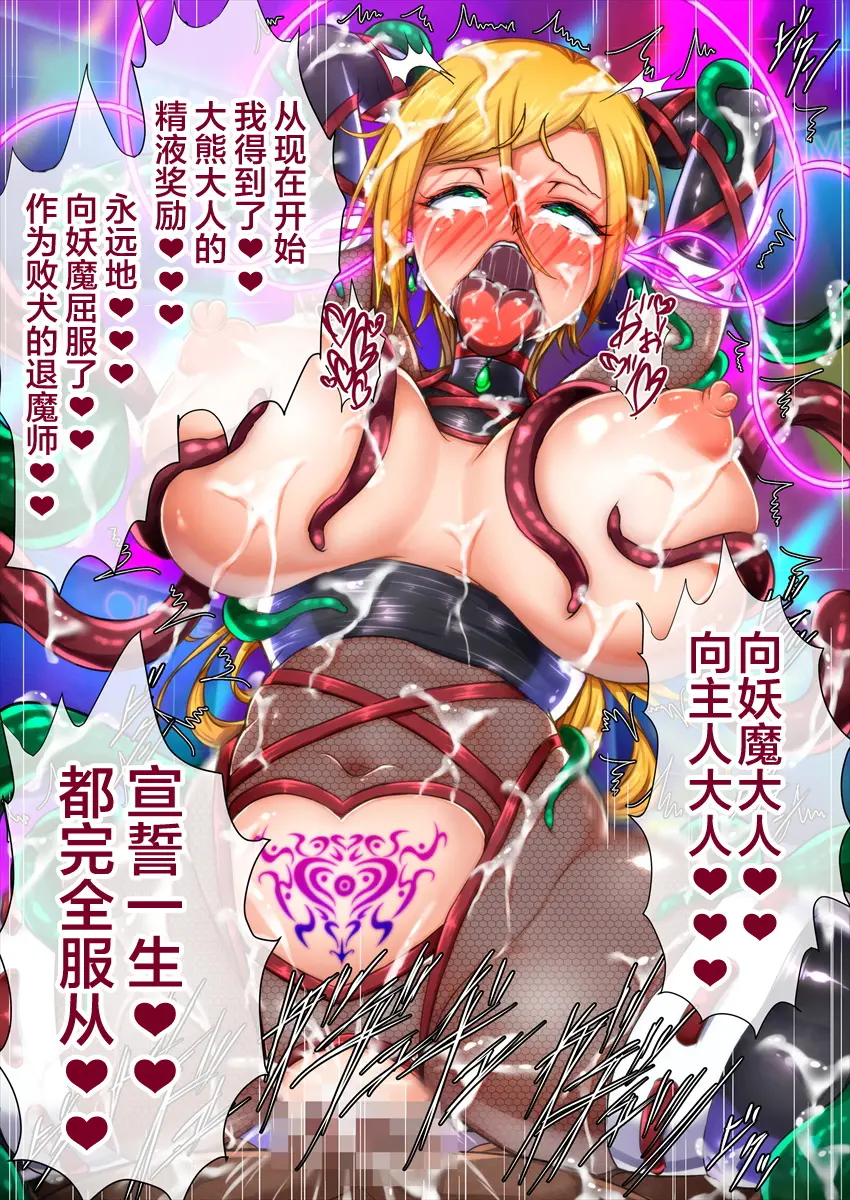 从现在开始
我得到了♥♥
大熊大人的
精液奖励♥♥♥
永远地♥♥♥
向妖魔屈服了♥♥
作为败犬的退魔师♥♥
向妖魔大人♥♥
向主人大人♥♥♥
宣誓一生♥♥
都完全服从♥♥